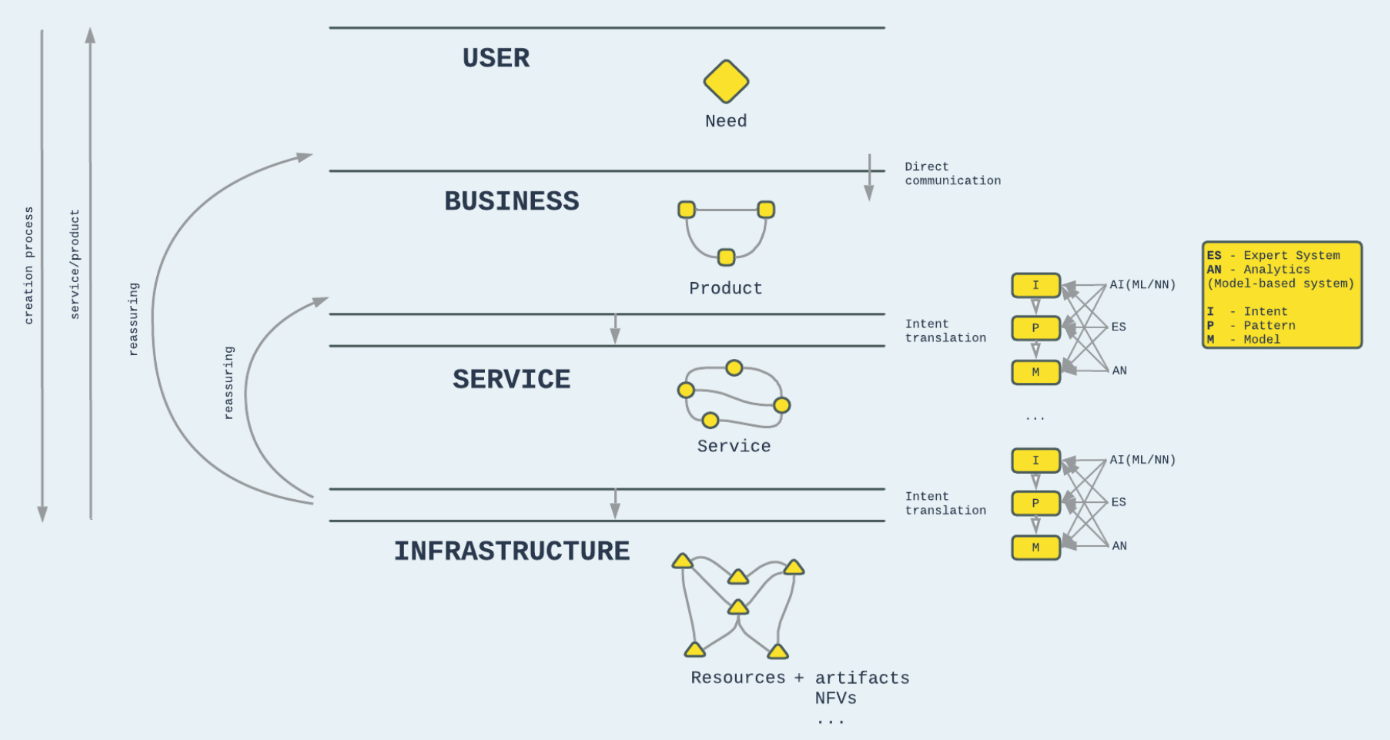 USER
Need
creation process
service/product
reassuring
reassuring
BUSINESS
Product
Direct
communication
Intent
translation
I
P
M
AI(ML/NN)
ES
AN
...
ES - Expert System
AN - Analytics
(Model-based system)
I - Intent
P - Pattern
M - Model
SERVICE
Service
Intent
translation
I
P
M
AI(ML/NN)
ES
AN
INFRASTRUCTURE
Resources + artifacts
NFVs
...